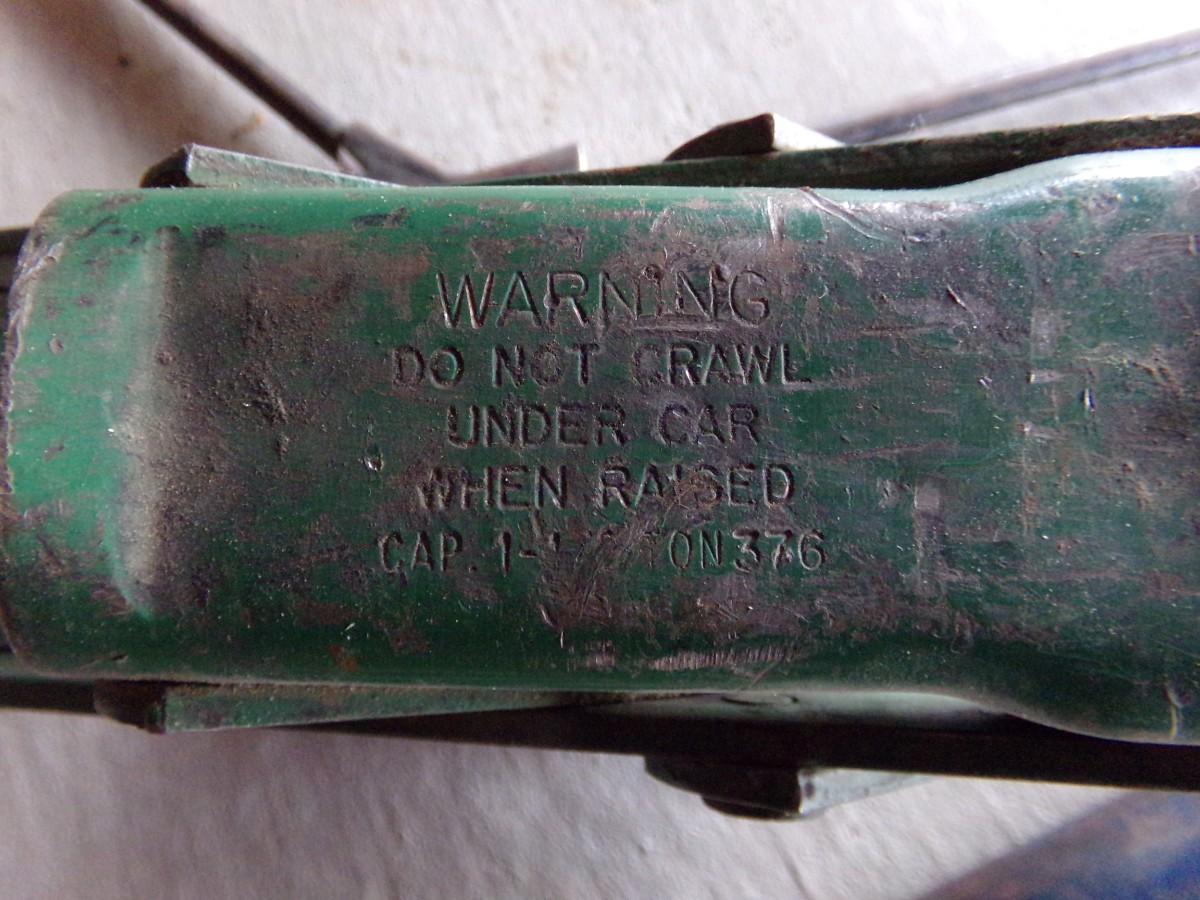 WARNING
DO NOT CRAWL
UNDER CAR
WHEN RAISED
CAP. TON 376